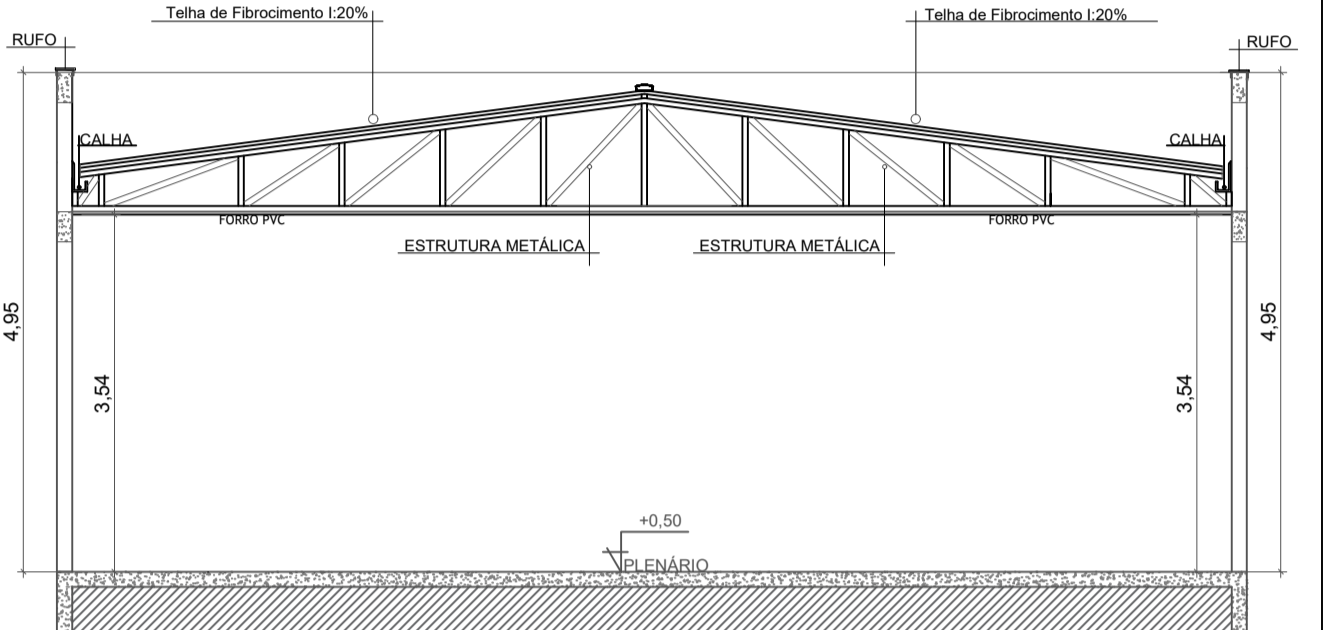 Telha de Fibrocimento I:20%
Telha de Fibrocimento I:20%
RUFO
RUFO
CALHA
CALHA
FORRO PVC
FORRO PVC
ESTRUTURA METÁLICA
ESTRUTURA METÁLICA
4,95
4,95
3,54
3,54
+0,50
PLENÁRIO